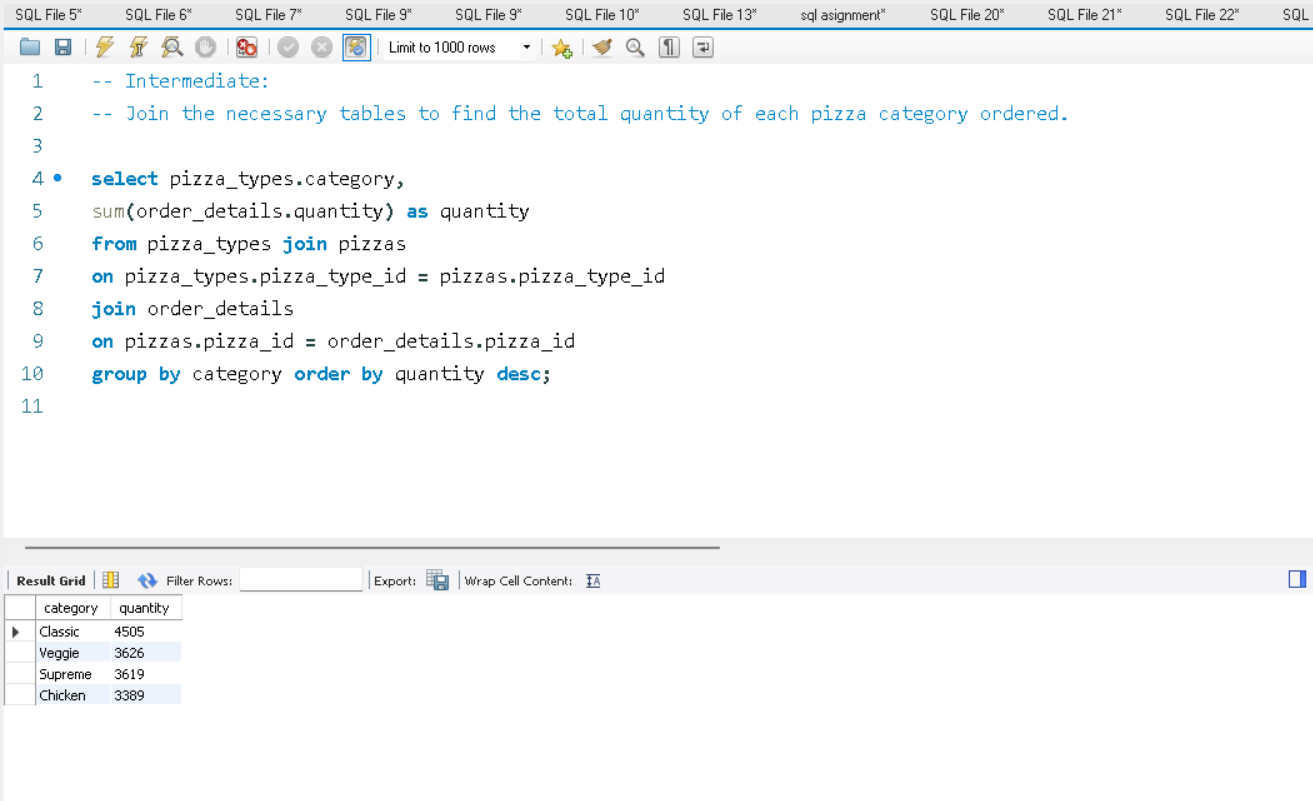 SQL File 5* SQL File 6* SQL File 7* SQL File 9* SQL File 9* SQL File 10* SQL File 13* sql asignment* SQL File 20* SQL File 21* SQL File 22* SQL
Limit to 1000 rows
1 -- Intermediate:
2 -- Join the necessary tables to find the total quantity of each pizza category ordered.
3
4 select pizza_types.category,
5 sum(order_details.quantity) as quantity
6 from pizza_types join pizzas
7 on pizza_types.pizza_type_id = pizzas.pizza_type_id
8 join order_details
9 on pizzas.pizza_id = order_details.pizza_id
10 group by category order by quantity desc;
11
Result Grid Filter Rows: Export: Wrap Cell Content:
category quantity
Classic 4505
Veggie 3626
Supreme 3619
Chicken 3389